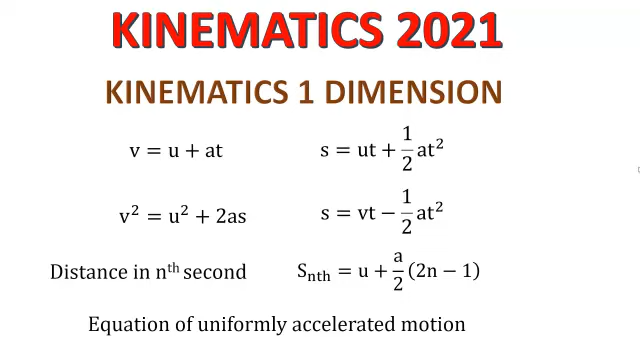 KINEMATICS 2021
KINEMATICS 1 DIMENSION
v = u + at    s = ut + 1/2 at²
v² = u² + 2as    s = vt − 1/2 at²
Distance in nᵗʰ second    Sₙₜₕ = u + a/2 (2n − 1)
Equation of uniformly accelerated motion